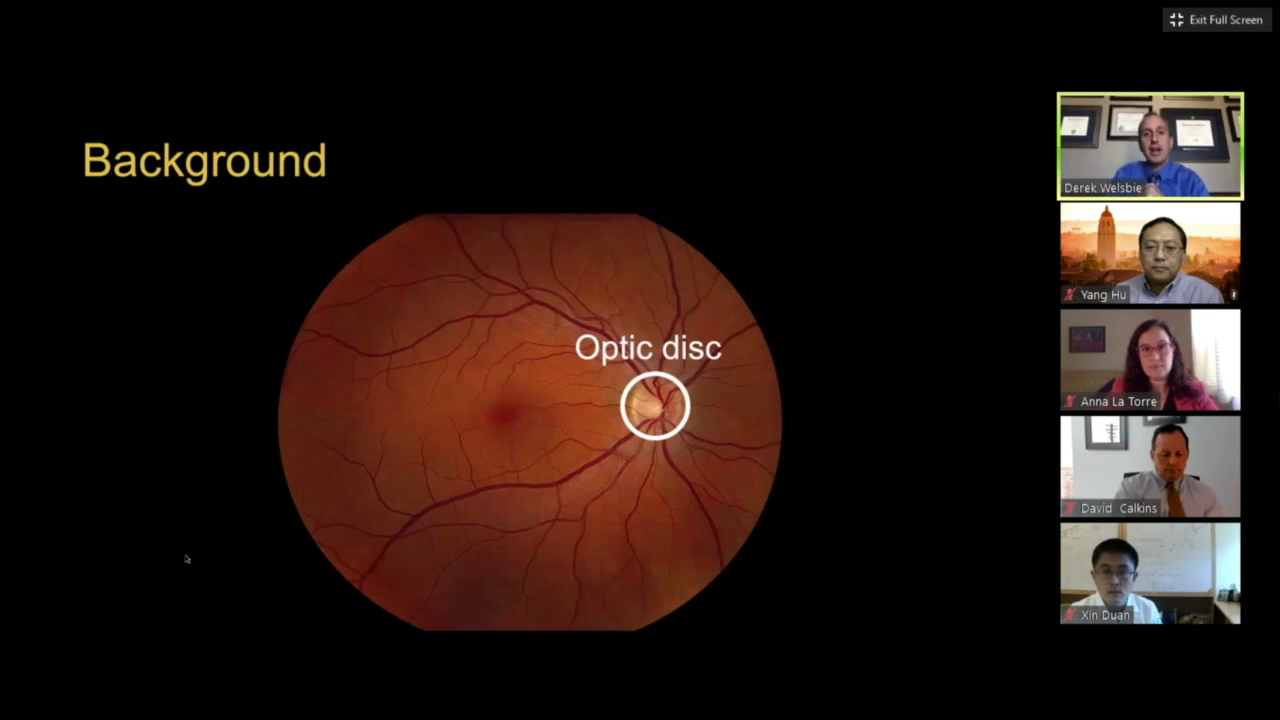 Exit Full Screen
Background
Optic disc
Derek Welsbie
Yang Hu
Anna La Torre
David Calkins
Xin Duan